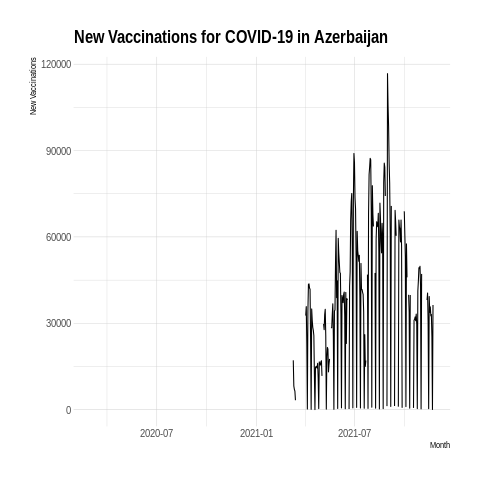 New Vaccinations for COVID-19 in Azerbaijan
New Vaccinations
120000
90000
60000
30000
0
2020-07
2021-01
2021-07
Month